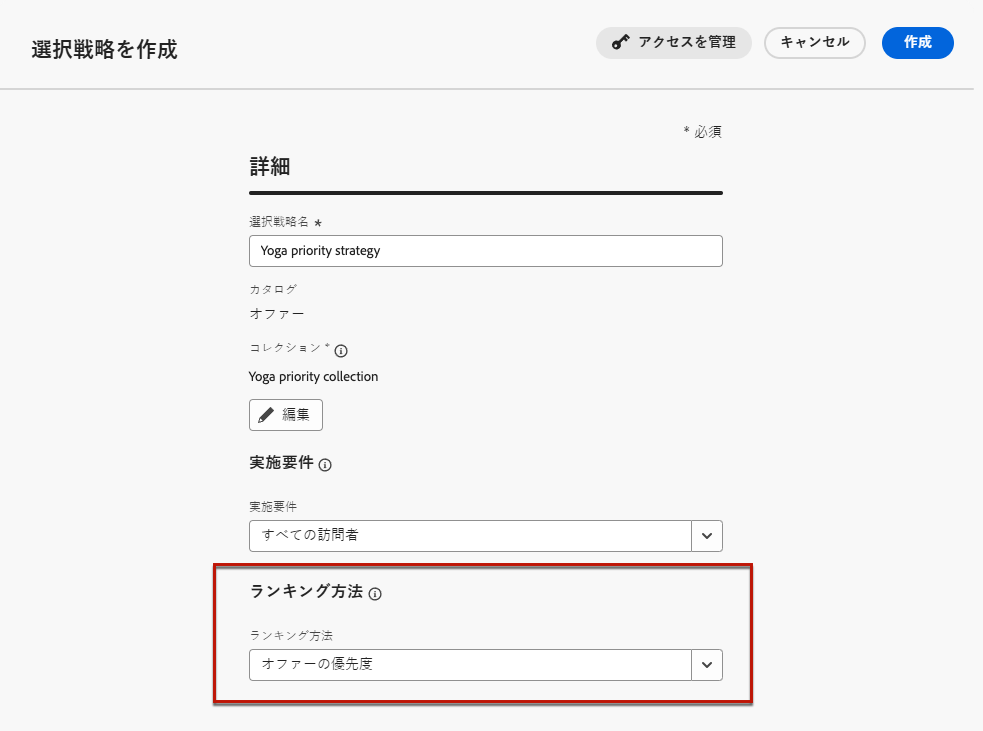 選択戦略を作成
アクセスを管理
キャンセル
作成
* 必須
詳細
選択戦略名 *
Yoga priority strategy
カタログ
オファー
コレクション *
Yoga priority collection
編集
実施要件
実施要件
すべての訪問者
ランキング方法
ランキング方法
オファーの優先度